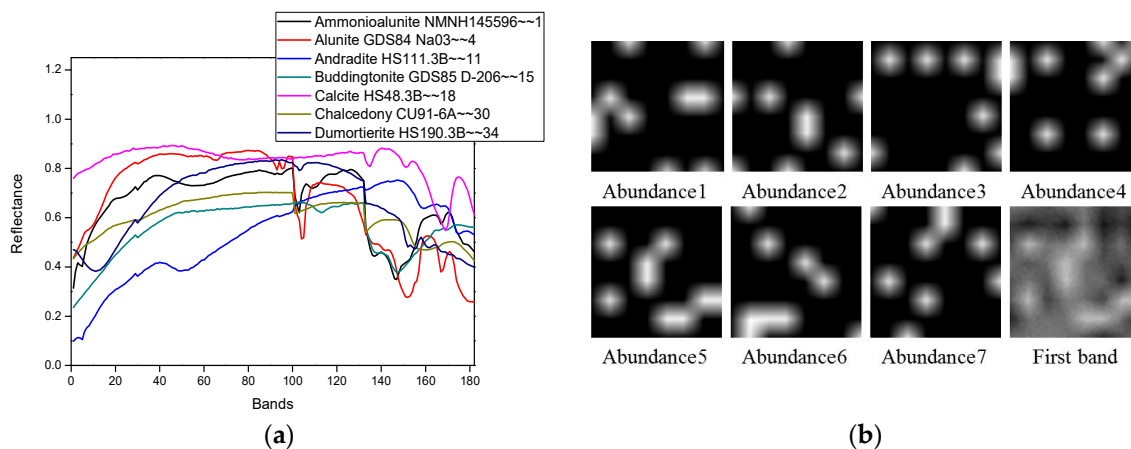 Ammonioalunite NMNH145596~~1
Alunite GDS84 Na03~~4
Andradite HS111.3B~~11
Buddingtonite GDS85 D-206~~15
Calcite HS48.3B~~18
Chalcedony CU91-6A~~30
Dumortierite HS190.3B~~34
Reflectance
1.2
1.0
0.8
0.6
0.4
0.2
0.0
0 20 40 60 80 100 120 140 160 180
Bands
(a)
Abundance1 Abundance2 Abundance3 Abundance4
Abundance5 Abundance6 Abundance7 First band
(b)